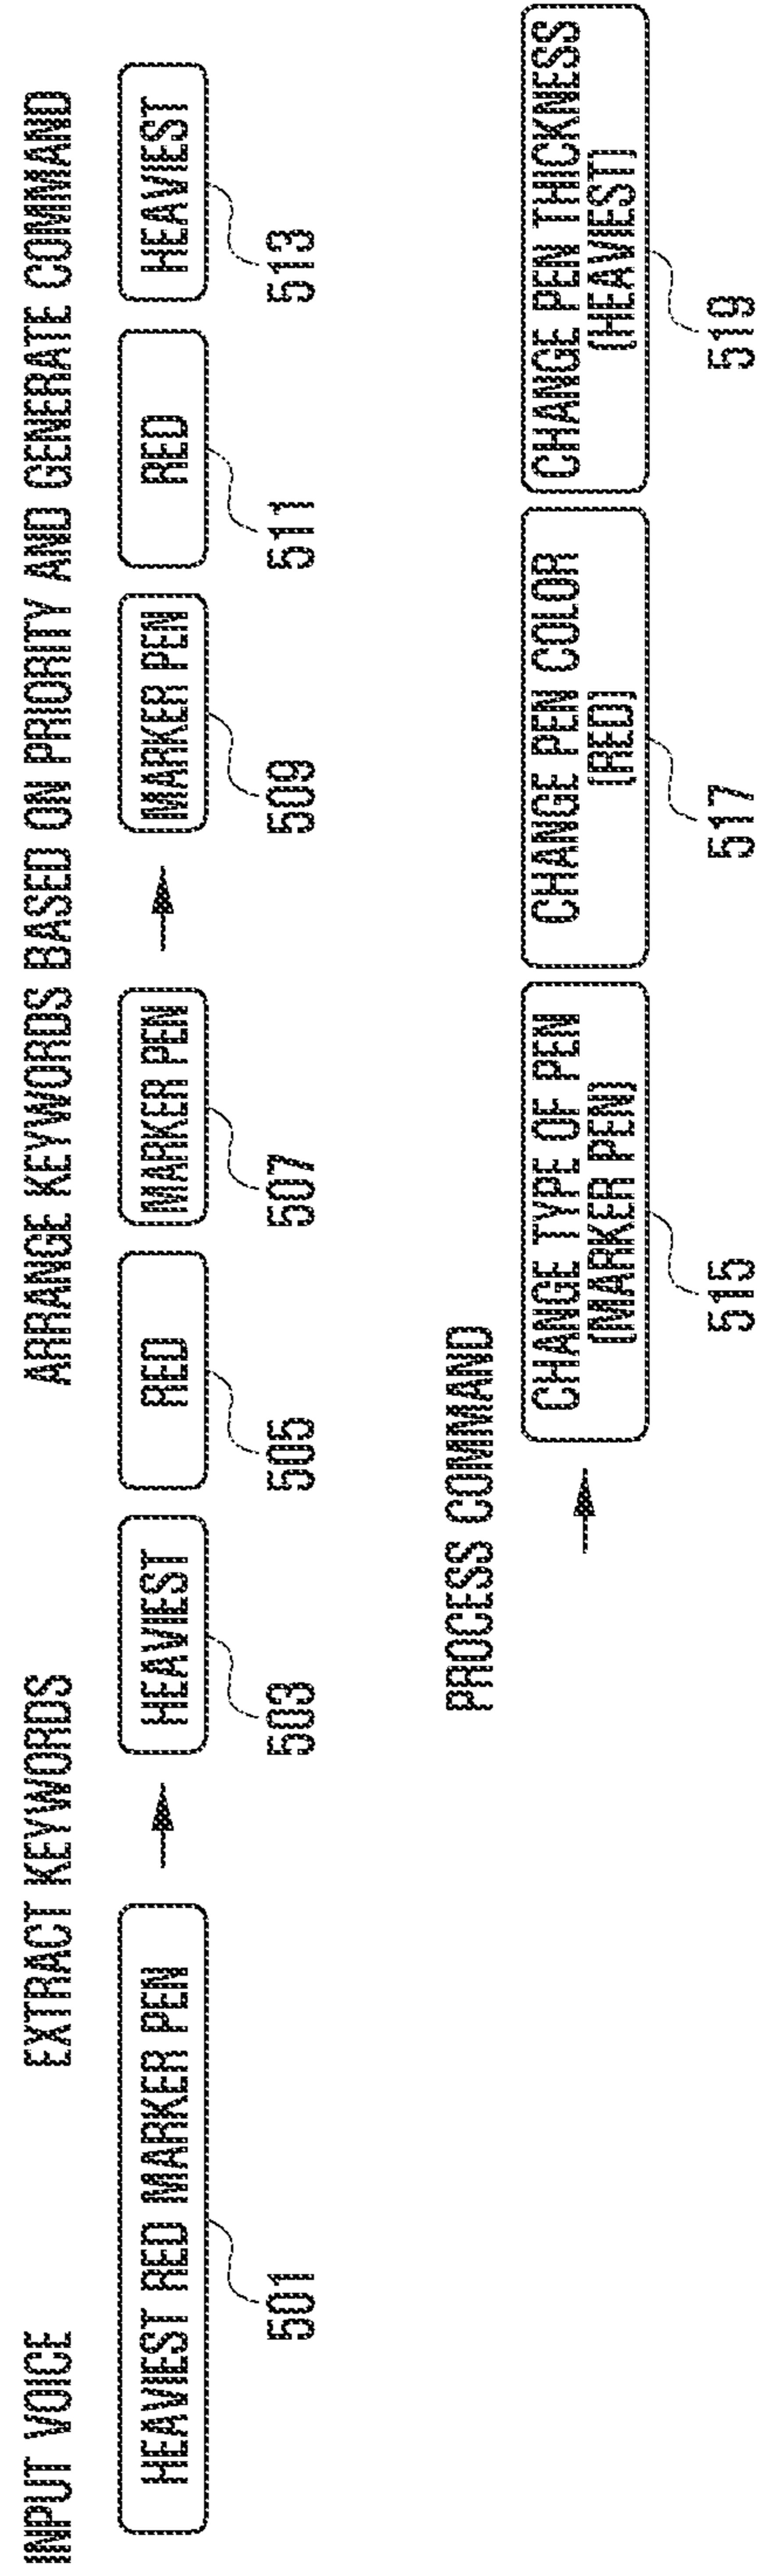 INPUT VOICE
EXTRACT KEYWORDS
ARRANGE KEYWORDS BASED ON PRIORITY AND GENERATE COMMAND
HEAVIEST RED MARKER PEN
HEAVIEST
RED
MARKER PEN
MARKER PEN
RED
HEAVIEST
501
503
505
507
509
511
513
PROCESS COMMAND
CHANGE TYPE OF PEN
(MARKER PEN)
CHANGE PEN COLOR
(RED)
CHANGE PEN THICKNESS
(HEAVIEST)
515
517
519